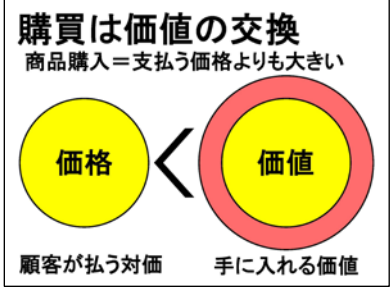 購買は価値の交換
商品購入=支払う価格よりも大きい
価格
<
価値
顧客が払う対価
手に入れる価値